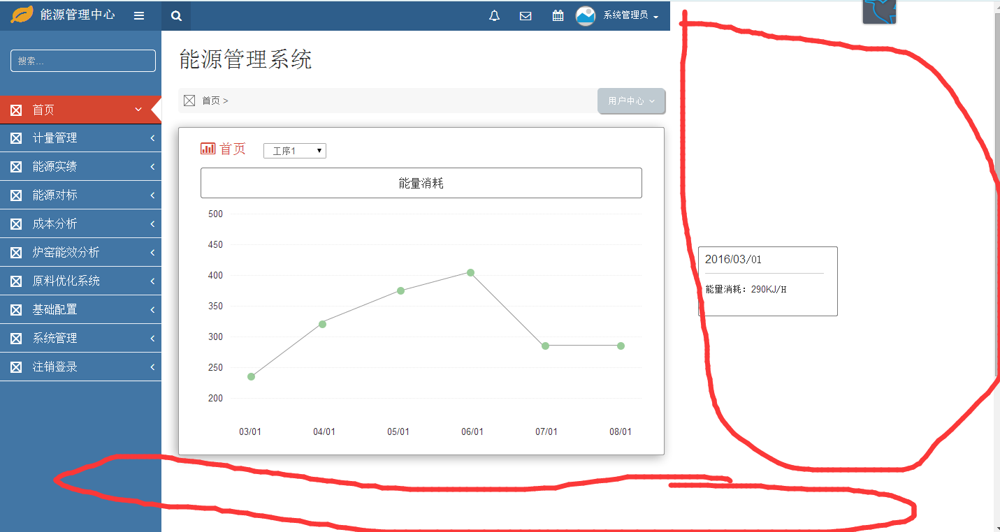 能源管理中心
系统管理员
搜索...
首页
计量管理
能源实绩
能源对标
成本分析
炉窑能效分析
原料优化系统
基础配置
系统管理
注销登录
能源管理系统
首页 >
用户中心
首页
工序1
能量消耗
500
450
400
350
300
250
200
03/01
04/01
05/01
06/01
07/01
08/01
2016/03/01
能量消耗：290KJ/H